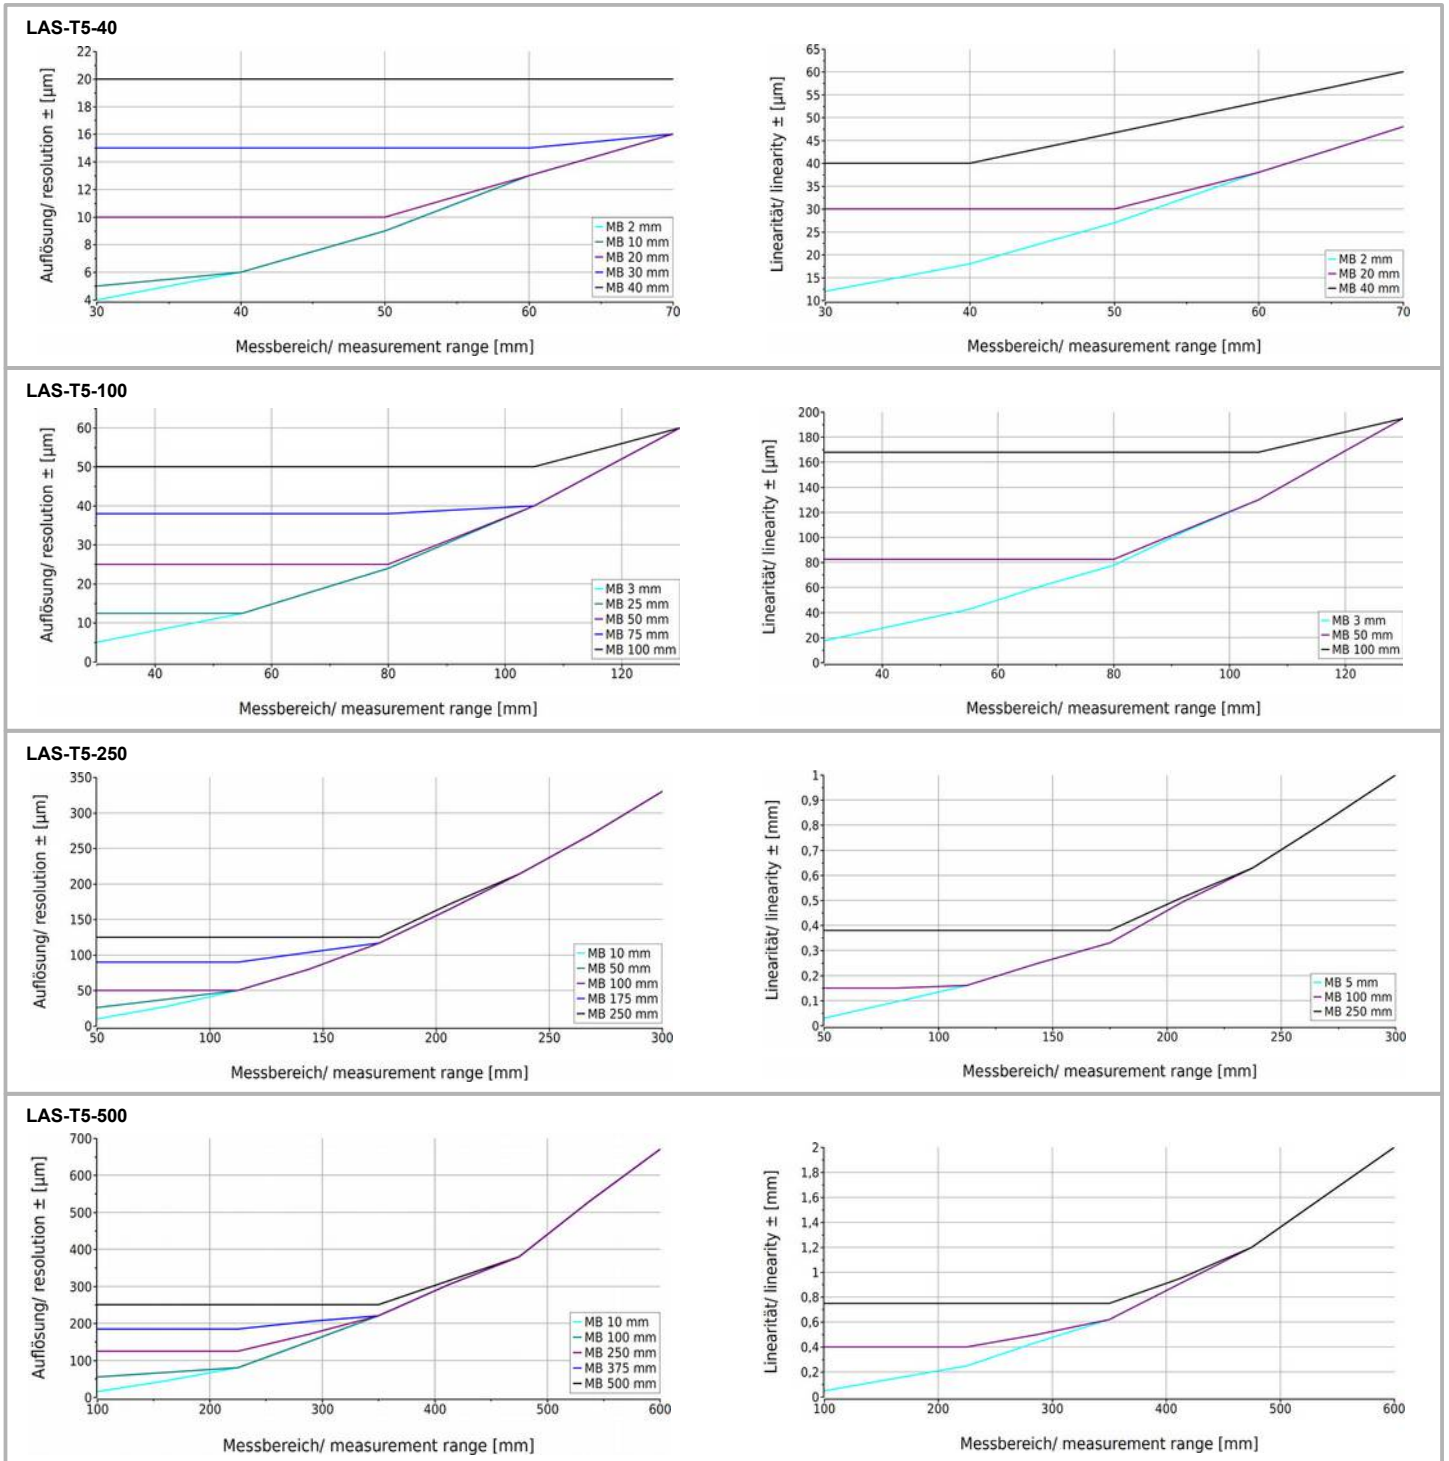 LAS-T5-40
Auflösung/ resolution ± [µm]
22
20
18
16
14
12
10
8
6
4
30 40 50 60 70
MB 2 mm
MB 10 mm
MB 20 mm
MB 30 mm
MB 40 mm
Messbereich/ measurement range [mm]
Linearität/ linearity ± [µm]
65
60
55
50
45
40
35
30
25
20
15
10
30 40 50 60 70
MB 2 mm
MB 20 mm
MB 40 mm
Messbereich/ measurement range [mm]
LAS-T5-100
Auflösung/ resolution ± [µm]
60
50
40
30
20
10
0
40 60 80 100 120
MB 3 mm
MB 25 mm
MB 50 mm
MB 75 mm
MB 100 mm
Messbereich/ measurement range [mm]
Linearität/ linearity ± [µm]
200
180
160
140
120
100
80
60
40
20
0
40 60 80 100 120
MB 3 mm
MB 50 mm
MB 100 mm
Messbereich/ measurement range [mm]
LAS-T5-250
Auflösung/ resolution ± [µm]
350
300
250
200
150
100
50
0
50 100 150 200 250 300
MB 10 mm
MB 50 mm
MB 100 mm
MB 175 mm
MB 250 mm
Messbereich/ measurement range [mm]
Linearität/ linearity ± [mm]
1
0,9
0,8
0,7
0,6
0,5
0,4
0,3
0,2
0,1
0
50 100 150 200 250 300
MB 5 mm
MB 100 mm
MB 250 mm
Messbereich/ measurement range [mm]
LAS-T5-500
Auflösung/ resolution ± [µm]
700
600
500
400
300
200
100
0
100 200 300 400 500 600
MB 10 mm
MB 100 mm
MB 250 mm
MB 375 mm
MB 500 mm
Messbereich/ measurement range [mm]
Linearität/ linearity ± [mm]
2
1,8
1,6
1,4
1,2
1
0,8
0,6
0,4
0,2
0
100 200 300 400 500 600
MB 10 mm
MB 250 mm
MB 500 mm
Messbereich/ measurement range [mm]